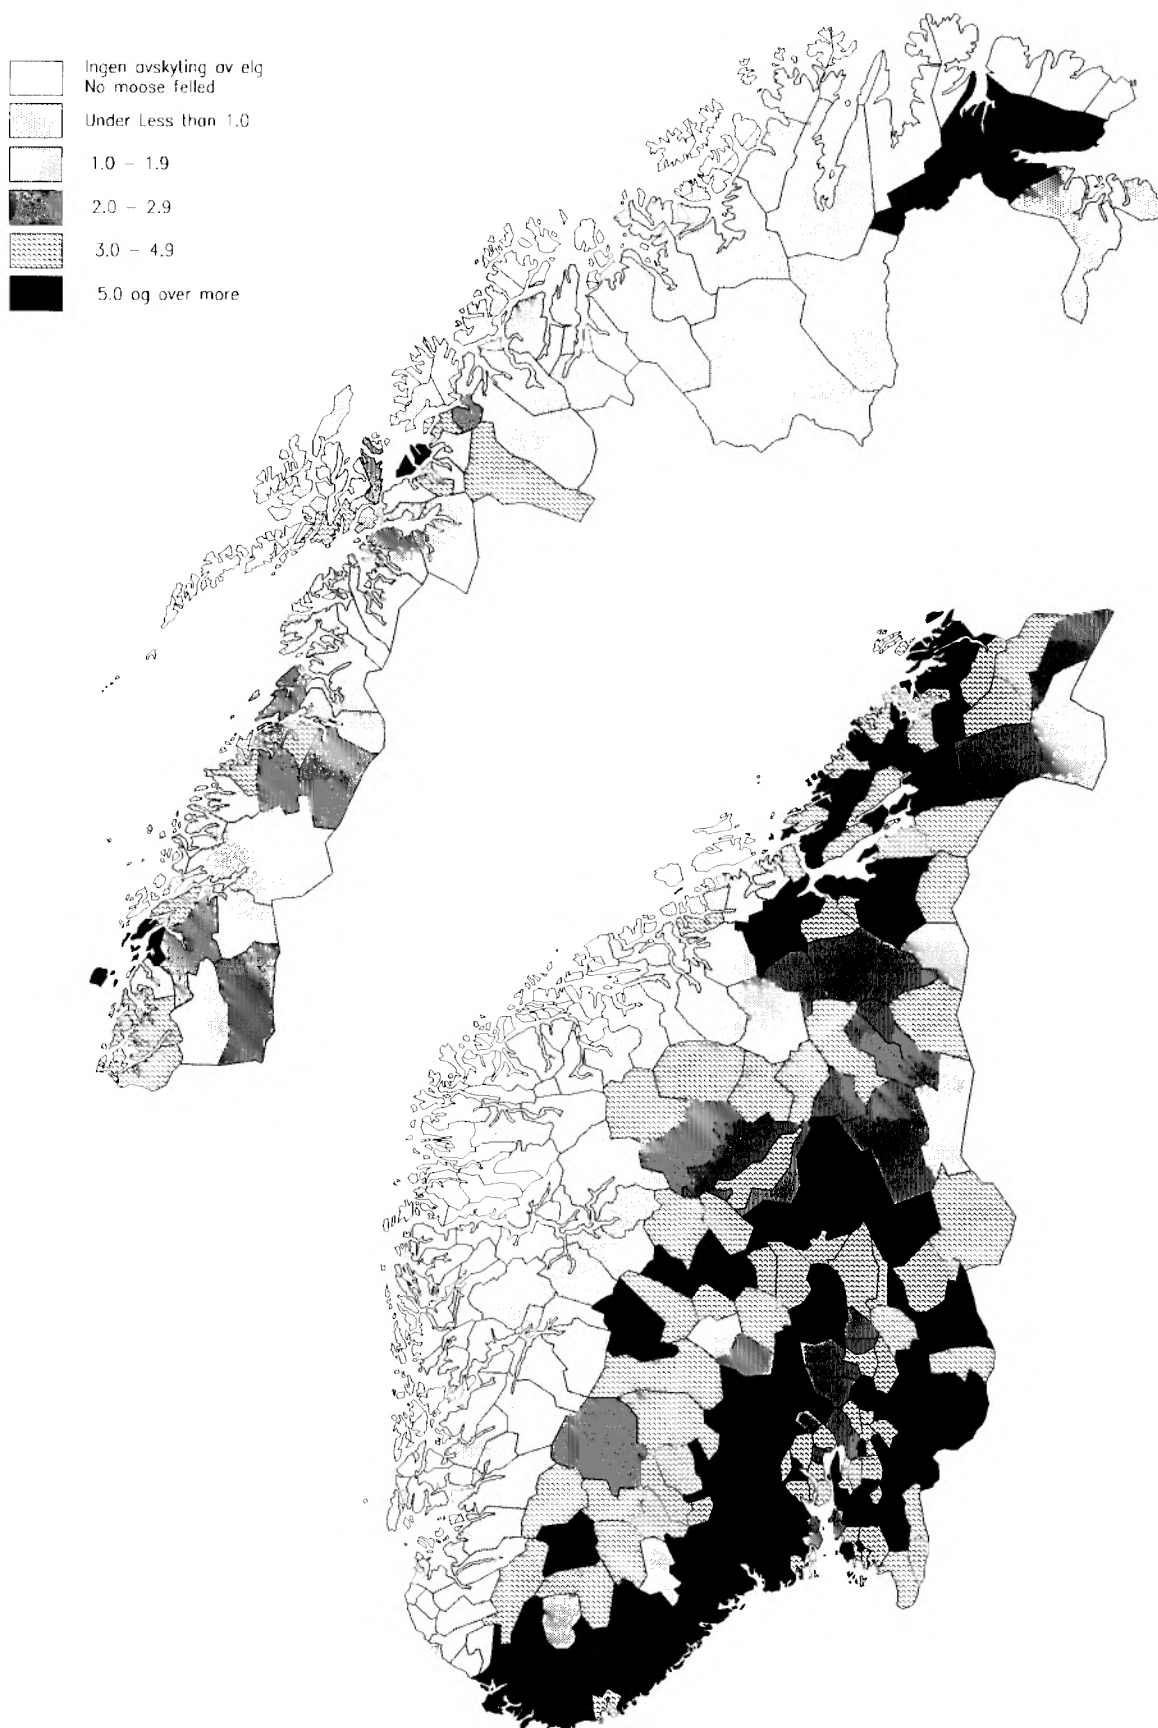 Ingen avskyting av elg
No moose felled
Under Less than 1.0
1.0 - 1.9
2.0 - 2.9
3.0 - 4.9
5.0 og over more